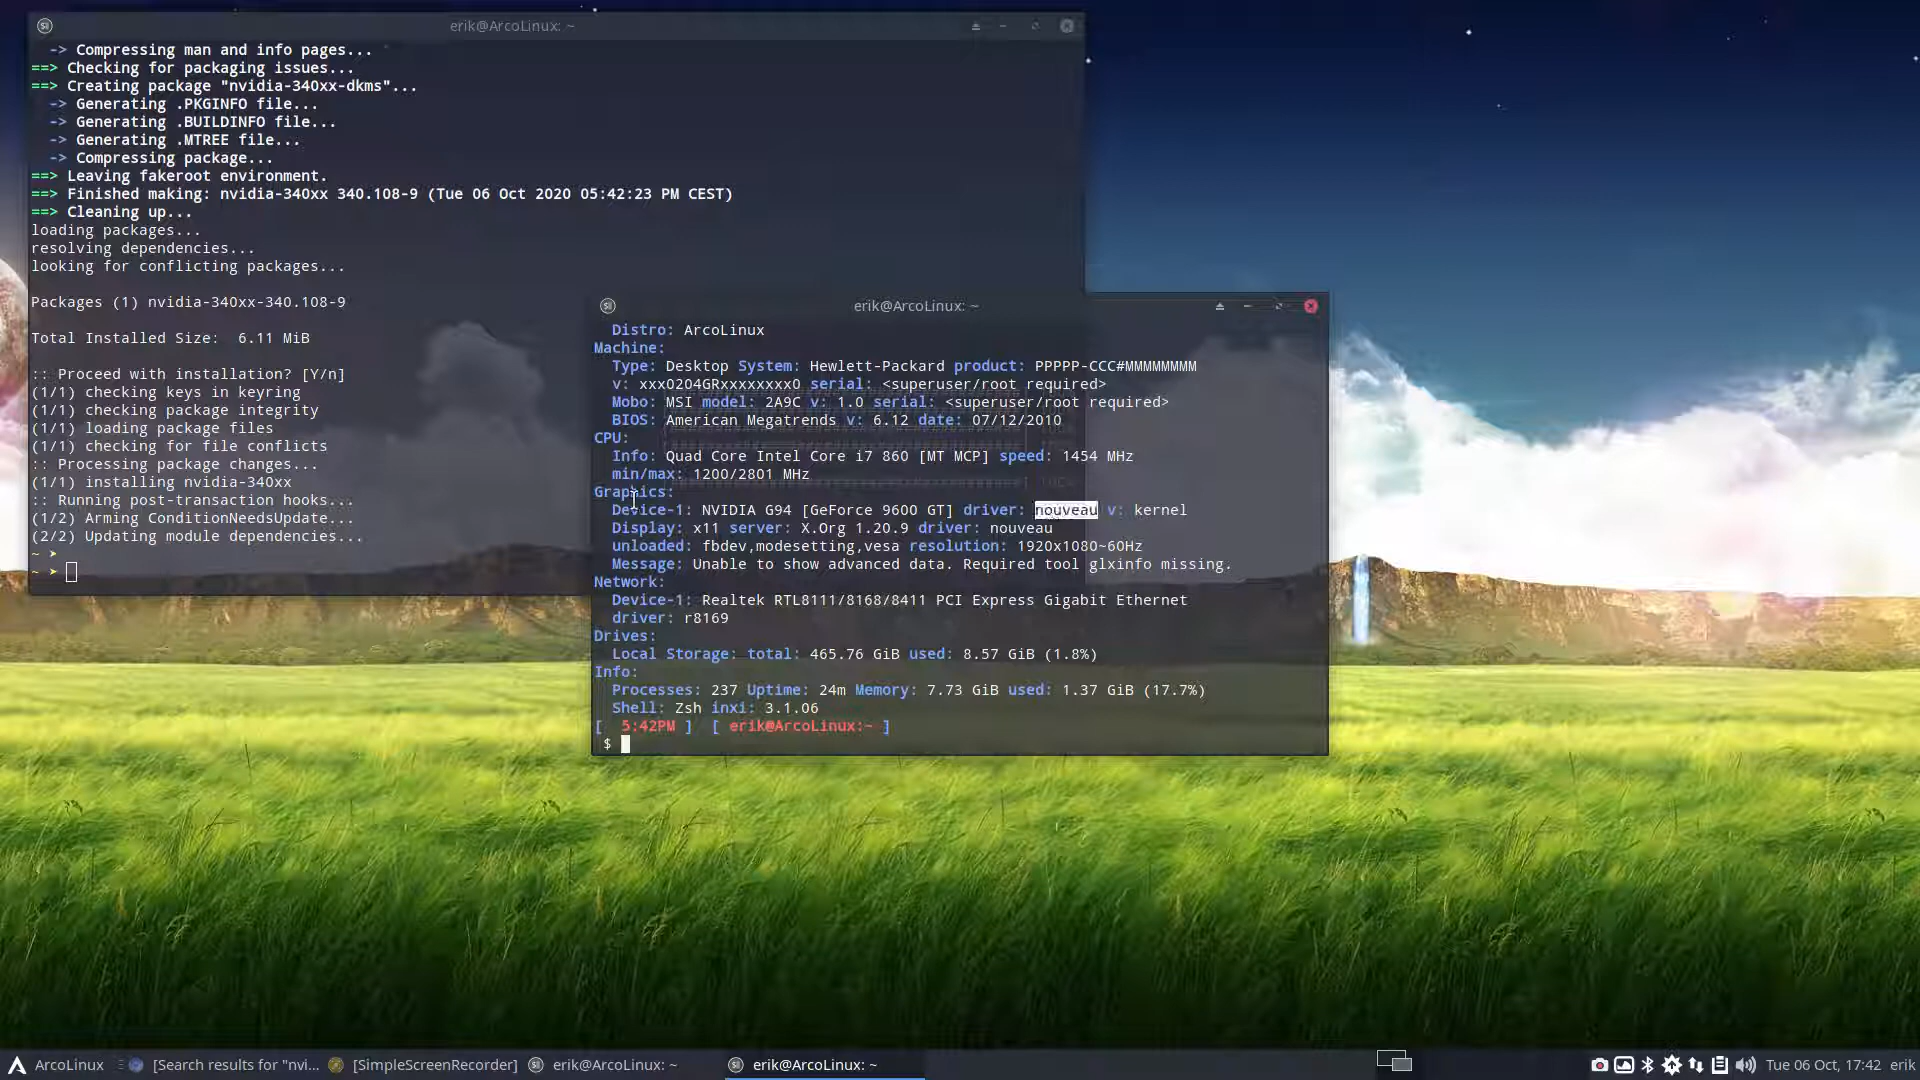 erik@ArcoLinux: ~
-> Compressing man and info pages...
==> Checking for packaging issues...
==> Creating package "nvidia-340xx-dkms"...
-> Generating .PKGINFO file...
-> Generating .BUILDINFO file...
-> Generating .MTREE file...
-> Compressing package...
==> Leaving fakeroot environment.
==> Finished making: nvidia-340xx 340.108-9 (Tue 06 Oct 2020 05:42:23 PM CEST)
==> Cleaning up...
loading packages...
resolving dependencies...
looking for conflicting packages...
Packages (1) nvidia-340xx-340.108-9
Total Installed Size:  6.11 MiB
:: Proceed with installation? [Y/n]
(1/1) checking keys in keyring
(1/1) checking package integrity
(1/1) loading package files
(1/1) checking for file conflicts
:: Processing package changes...
(1/1) installing nvidia-340xx
:: Running post-transaction hooks...
(1/2) Arming ConditionNeedsUpdate...
(2/2) Updating module dependencies...
~ ➤
~ ➤
erik@ArcoLinux: ~
Distro: ArcoLinux
Machine:
Type: Desktop System: Hewlett-Packard product: PPPPP-CCC#MMMMMMMM
v: xxx0204GRxxxxxxxx0 serial: <superuser/root required>
Mobo: MSI model: 2A9C v: 1.0 serial: <superuser/root required>
BIOS: American Megatrends v: 6.12 date: 07/12/2010
CPU:
Info: Quad Core Intel Core i7 860 [MT MCP] speed: 1454 MHz
min/max: 1200/2801 MHz
Graphics:
Device-1: NVIDIA G94 [GeForce 9600 GT] driver: nouveau v: kernel
Display: x11 server: X.Org 1.20.9 driver: nouveau
unloaded: fbdev,modesetting,vesa resolution: 1920x1080~60Hz
Message: Unable to show advanced data. Required tool glxinfo missing.
Network:
Device-1: Realtek RTL8111/8168/8411 PCI Express Gigabit Ethernet
driver: r8169
Drives:
Local Storage: total: 465.76 GiB used: 8.57 GiB (1.8%)
Info:
Processes: 237 Uptime: 24m Memory: 7.73 GiB used: 1.37 GiB (17.7%)
Shell: Zsh inxi: 3.1.06
[  5:42PM ]  [ erik@ArcoLinux:~ ]
$
ArcoLinux [Search results for "nvi... [SimpleScreenRecorder] erik@ArcoLinux: ~ erik@ArcoLinux: ~ Tue 06 Oct, 17:42 erik